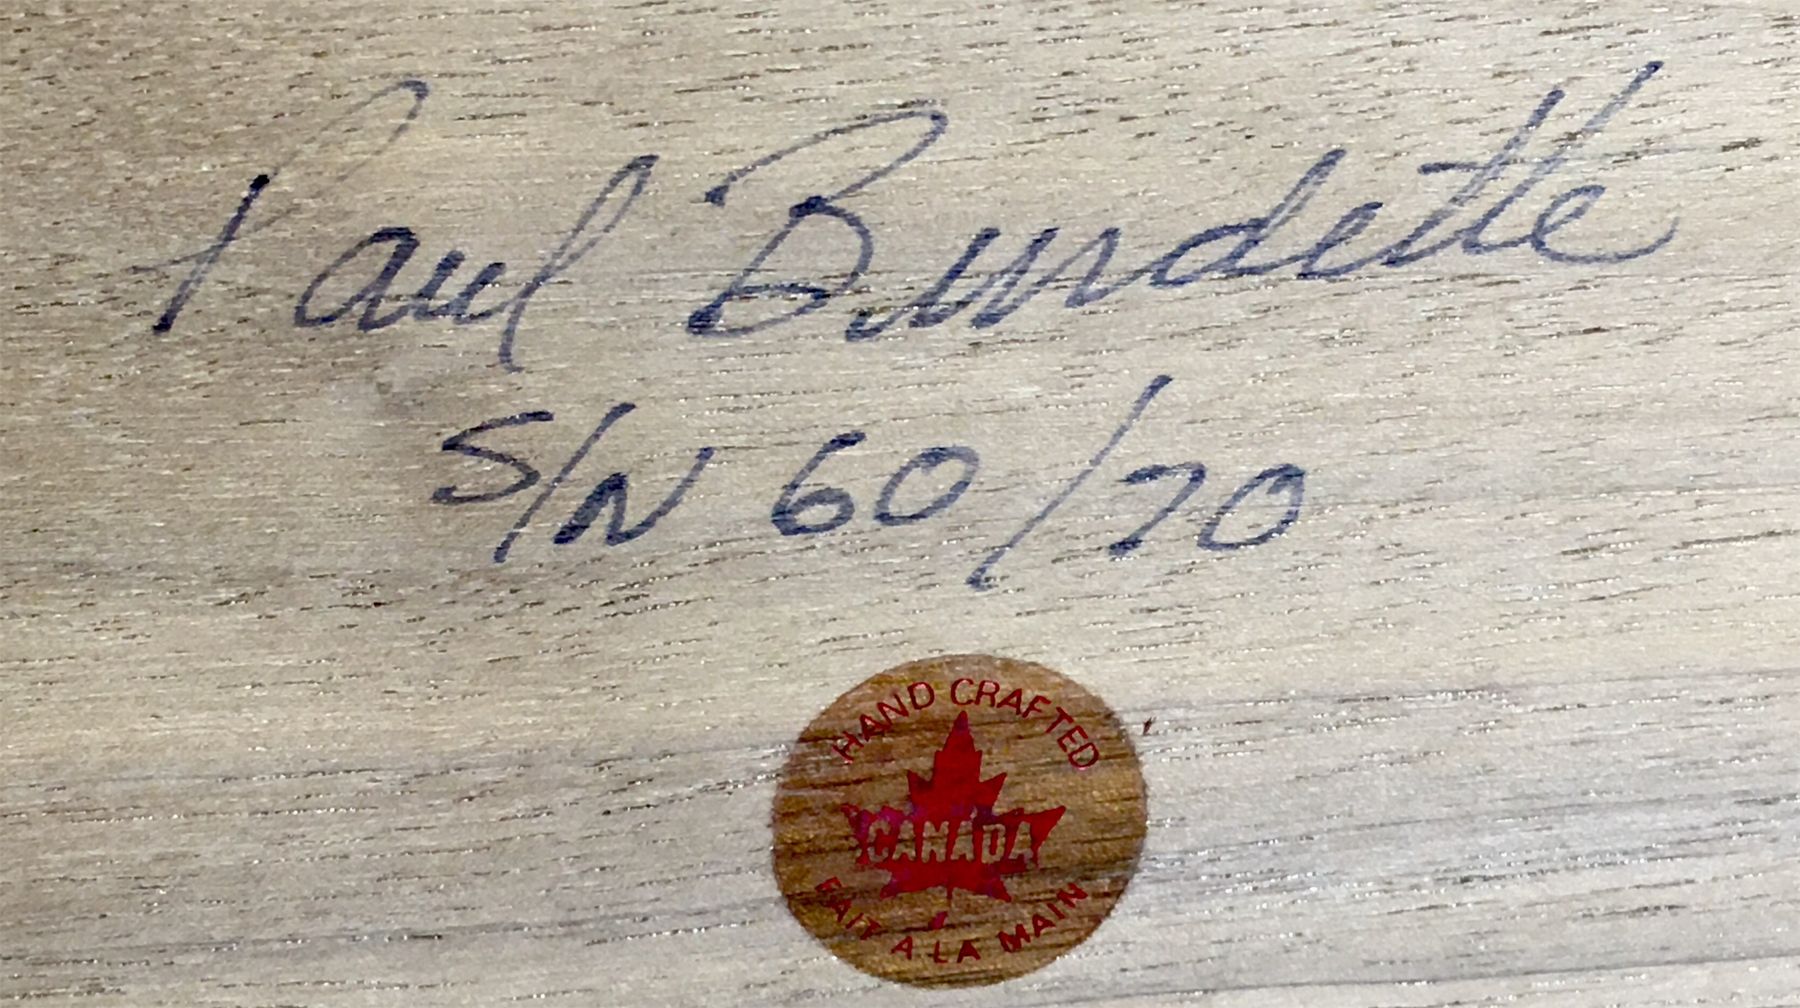 Paul Burdette
S/N 60/70
HAND CRAFTED
CANADA
FAIT A LA MAIN